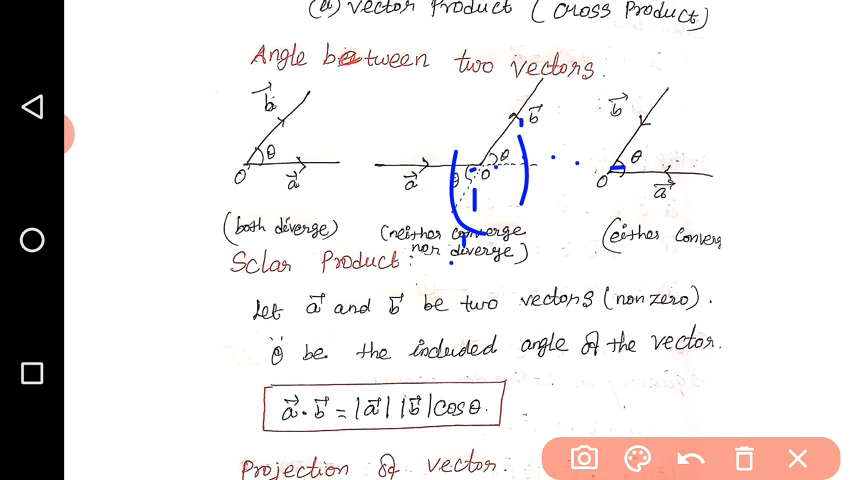 (ii) Vector Product (Cross Product)
Angle between two vectors.
b b
θ θ b θ
O a a θ O O a
(both diverge) (neither converge (either converg
nor diverge)
Sclar Product:
Let a and b be two vectors (non zero).
θ be the included angle of the vector.
a · b = |a| |b| cos θ.
Projection of vector.